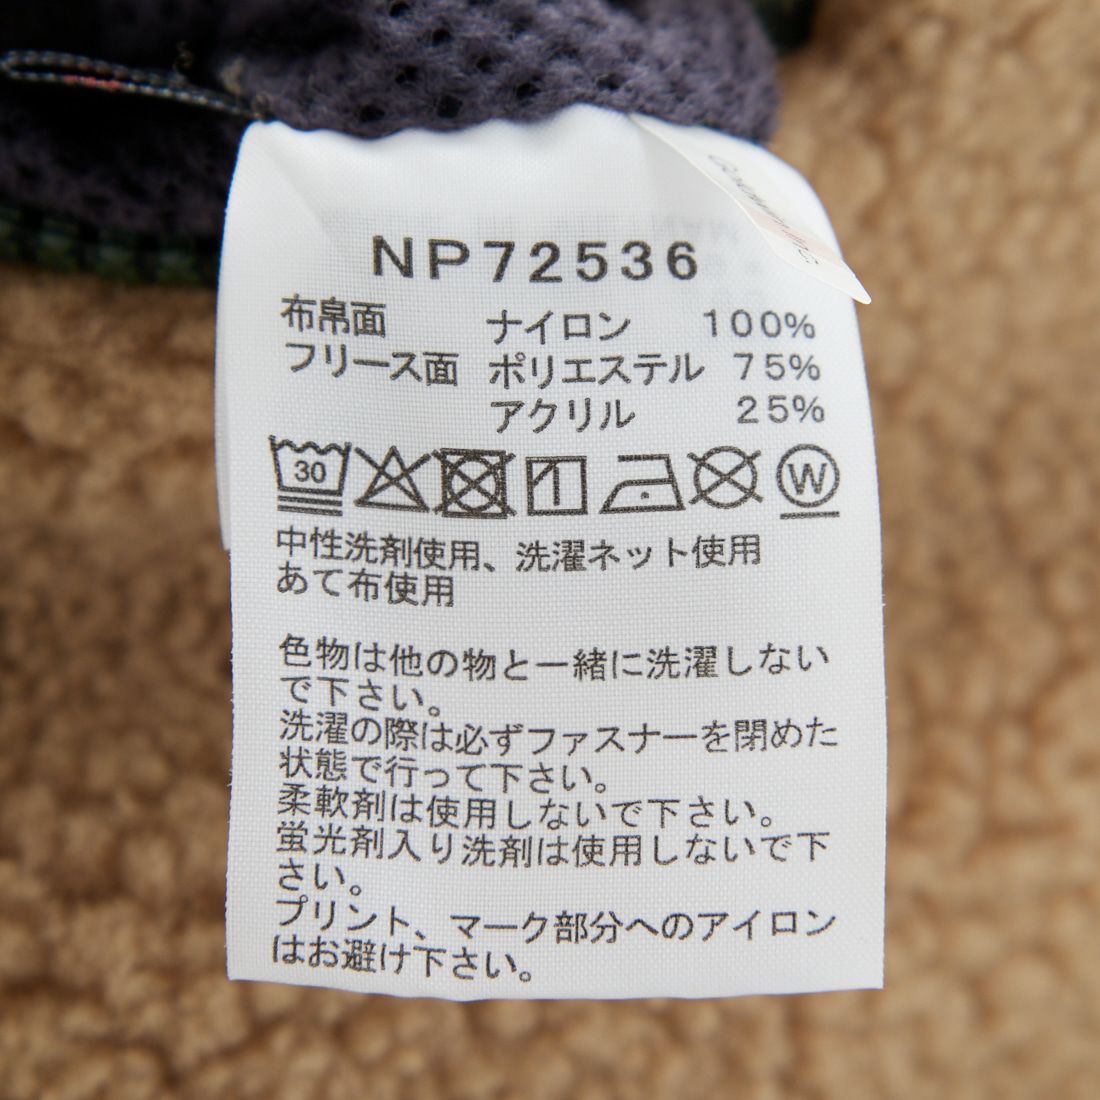 NP72536
布帛面 ナイロン 100%
フリース面 ポリエステル 75%
アクリル 25%
30 W
中性洗剤使用、洗濯ネット使用
あて布使用
色物は他の物と一緒に洗濯しない
で下さい。
洗濯の際は必ずファスナーを閉めた
状態で行って下さい。
柔軟剤は使用しないで下さい。
蛍光剤入り洗剤は使用しないで下
さい。
プリント、マーク部分へのアイロン
はお避け下さい。